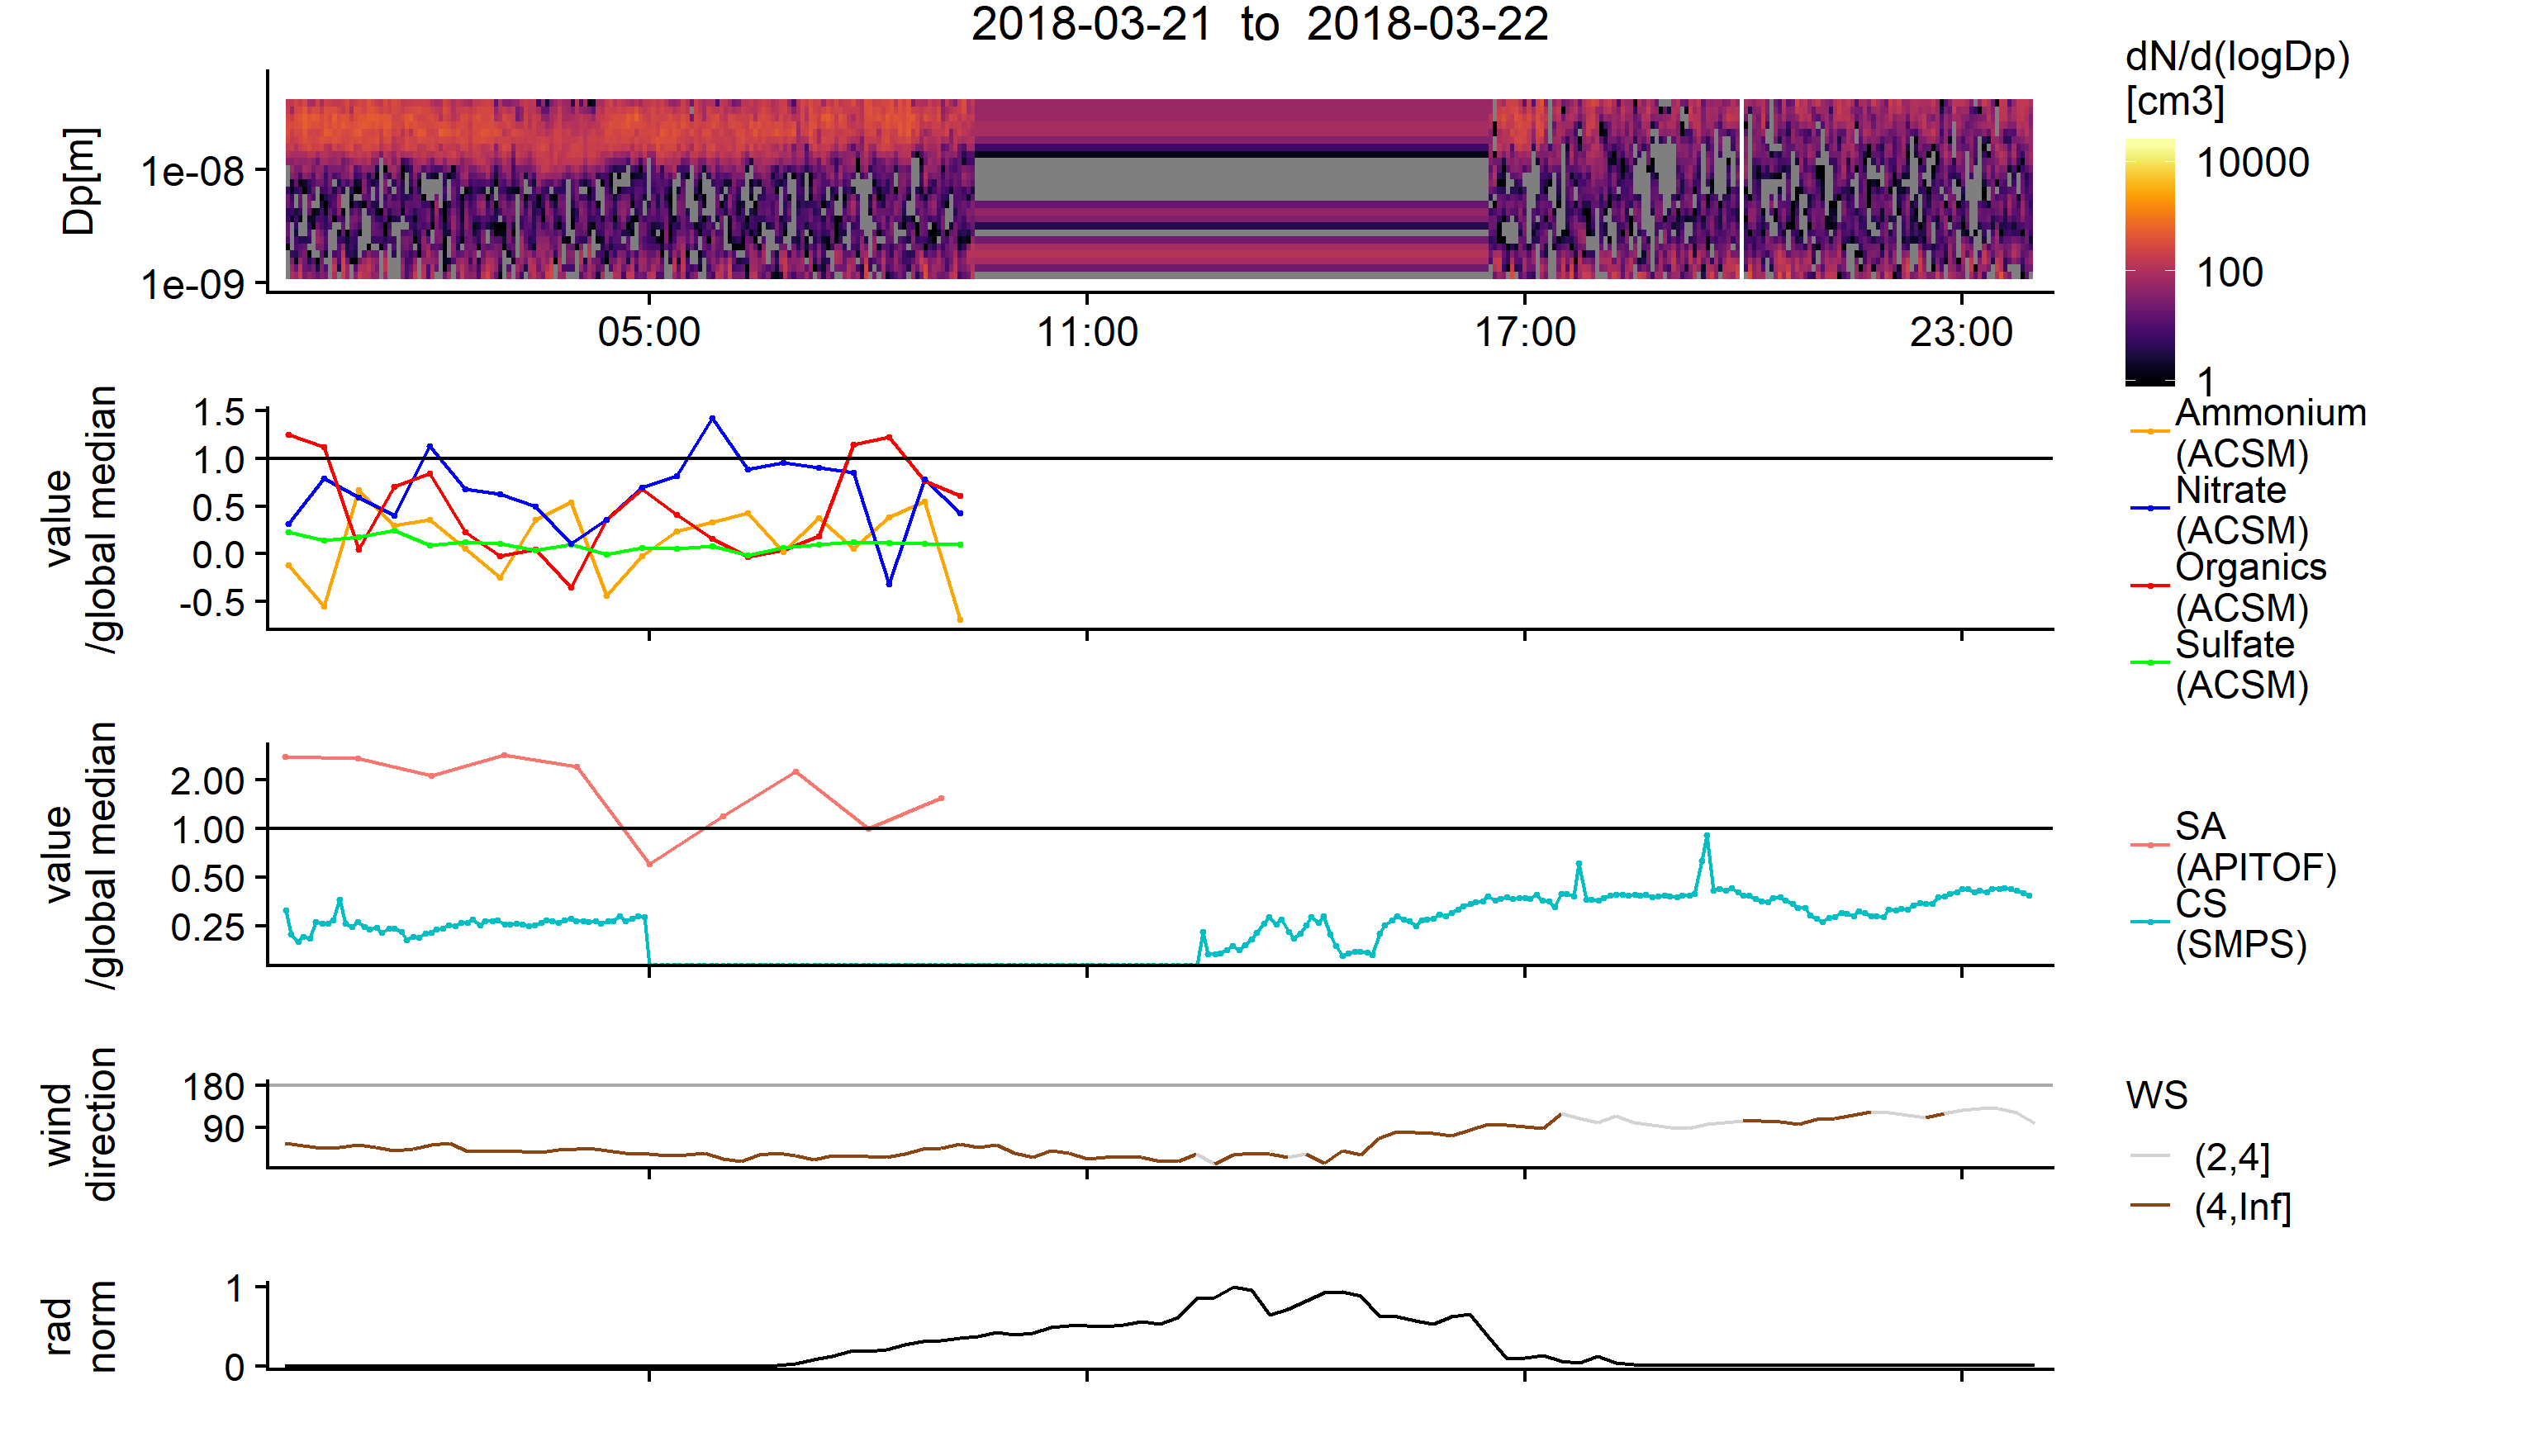 2018-03-21 to 2018-03-22
Dp[m]
1e-08
1e-09
05:00
11:00
17:00
23:00
dN/d(logDp)
[cm3]
10000
100
1
value
/global median
1.5
1.0
0.5
0.0
-0.5
Ammonium
(ACSM)
Nitrate
(ACSM)
Organics
(ACSM)
Sulfate
(ACSM)
value
/global median
2.00
1.00
0.50
0.25
SA
(APITOF)
CS
(SMPS)
wind
direction
180
90
WS
(2,4]
(4,Inf]
rad
norm
1
0